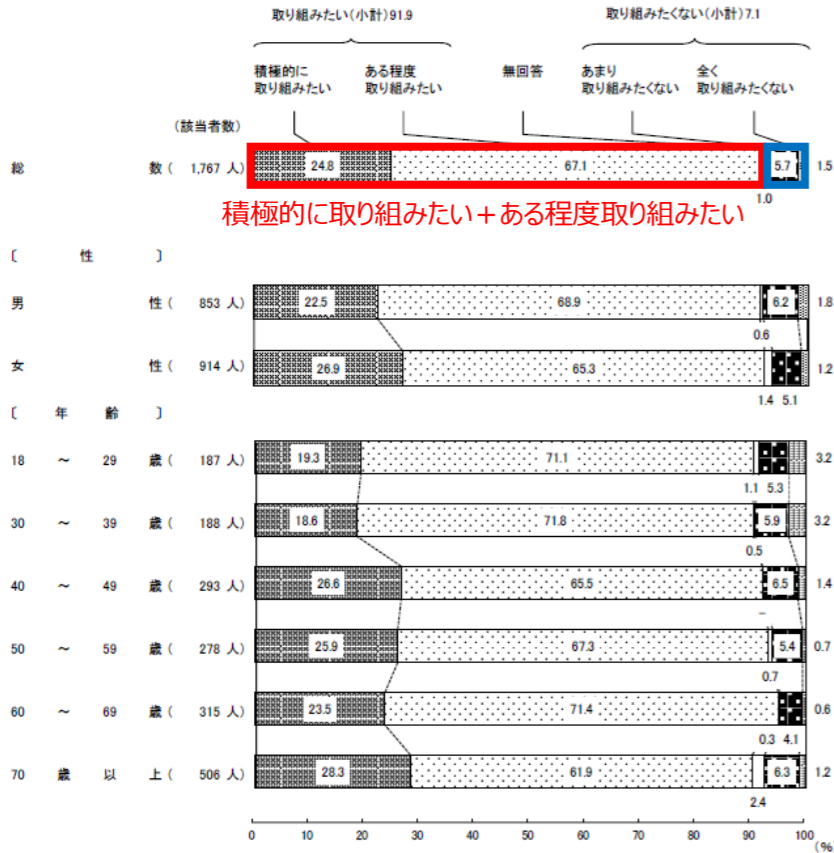 取り組みたい(小計)91.9 取り組みたくない(小計)7.1
積極的に取り組みたい ある程度取り組みたい 無回答 あまり取り組みたくない 全く取り組みたくない
(該当者数)
総 数 ( 1,767 人) 24.8 67.1 5.7 1.5
1.0
積極的に取り組みたい+ある程度取り組みたい
〔 性 〕
男 性 ( 853 人) 22.5 68.9 6.2 1.8
0.6
女 性 ( 914 人) 26.9 65.3 1.2
1.4 5.1
〔 年 齢 〕
18 ～ 29 歳 ( 187 人) 19.3 71.1 3.2
1.1 5.3
30 ～ 39 歳 ( 188 人) 18.6 71.8 5.9 3.2
0.5
40 ～ 49 歳 ( 293 人) 26.6 65.5 6.5 1.4
－
50 ～ 59 歳 ( 278 人) 25.9 67.3 5.4 0.7
0.7
60 ～ 69 歳 ( 315 人) 23.5 71.4 0.6
0.3 4.1
70 歳 以 上 ( 506 人) 28.3 61.9 6.3 1.2
2.4
0 10 20 30 40 50 60 70 80 90 100
(%